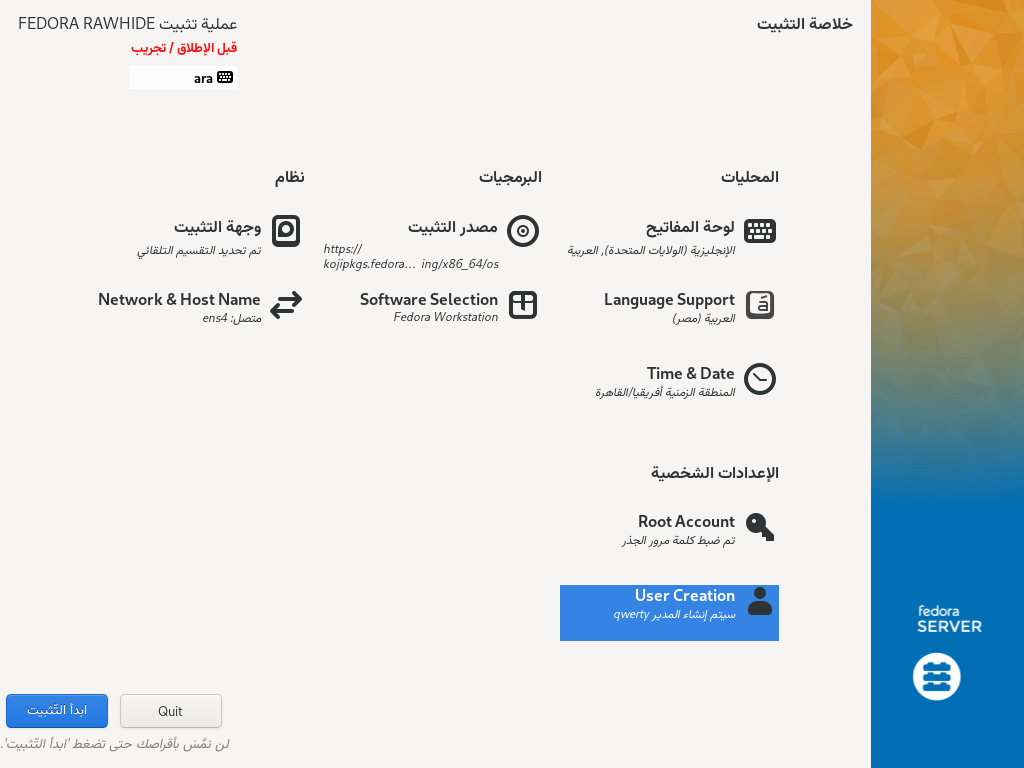 خلاصة التثبيت
عملية تثبيت FEDORA RAWHIDE
قبل الإطلاق / تجريب
ara
المحليات
لوحة المفاتيح
الإنجليزية (الولايات المتحدة), العربية
Language Support
العربية (مصر)
Time & Date
المنطقة الزمنية أفريقيا/القاهرة
البرمجيات
مصدر التثبيت
https://
kojipkgs.fedora… ing/x86_64/os
Software Selection
Fedora Workstation
نظام
وجهة التثبيت
تم تحديد التقسيم التلقائي
Network & Host Name
متصل: ens4
الإعدادات الشخصية
Root Account
تم ضبط كلمة مرور الجذر
User Creation
سيتم إنشاء المدير qwerty
fedora
SERVER
Quit
ابدأ التّثبيت
لن نمَّسَ بأقراصك حتى تضغط 'ابدأ التّثبيت'.